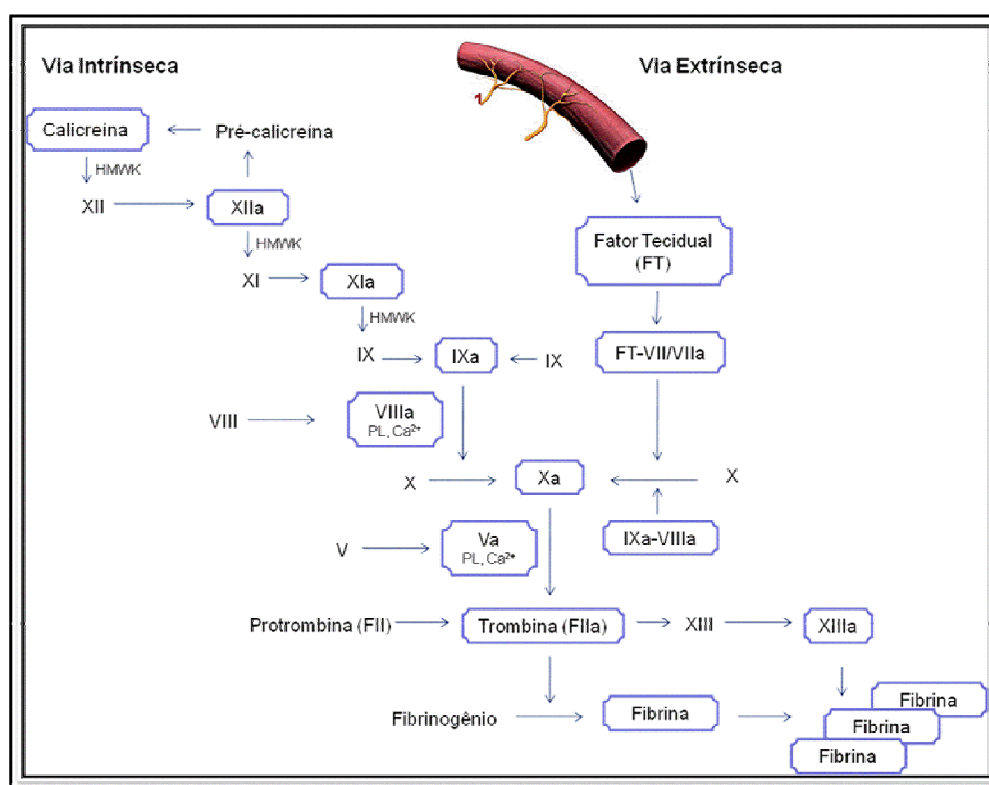 Via Intrínseca
Via Extrínseca
Calicreína
Pré-calicreína
HMWK
XII
XIIa
Fator Tecidual
(FT)
HMWK
XI
XIa
HMWK
IX
IXa
IX
FT-VII/VIIa
VIII
VIIIa
PL, Ca²⁺
X
Xa
X
V
Va
PL, Ca²⁺
IXa-VIIIa
Protrombina (FII)
Trombina (FIIa)
XIII
XIIIa
Fibrinogênio
Fibrina
Fibrina
Fibrina
Fibrina